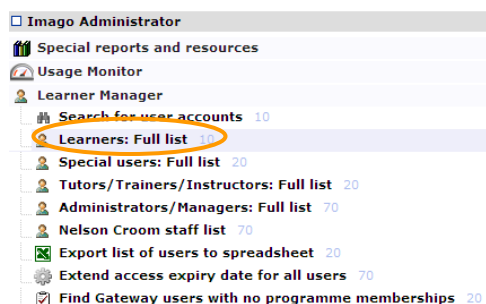 Imago Administrator
Special reports and resources
Usage Monitor
Learner Manager
Search for user accounts 10
Learners: Full list 10
Special users: Full list 20
Tutors/Trainers/Instructors: Full list 20
Administrators/Managers: Full list 70
Nelson Croom staff list 70
Export list of users to spreadsheet 20
Extend access expiry date for all users 70
Find Gateway users with no programme memberships 20